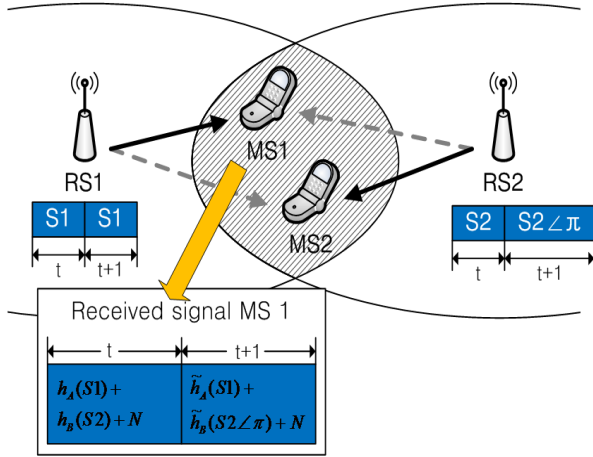 MS1
RS1
RS2
MS2
S1 S1
S2 S2∠π
t t+1
t t+1
Received signal MS 1
t t+1
h_A(S1)+
h_B(S2)+N
h̃_A(S1)+
h̃_B(S2∠π)+N